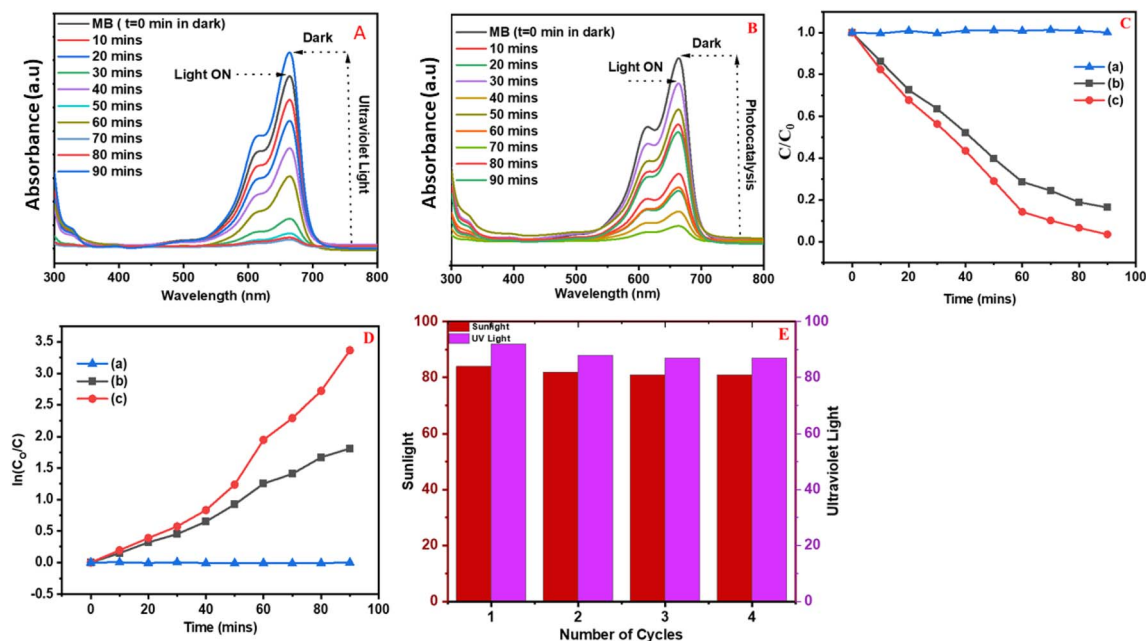 A
MB ( t=0 min in dark)
10 mins
20 mins
30 mins
40 mins
50 mins
60 mins
70 mins
80 mins
90 mins
Dark
Light ON
Ultraviolet Light
Absorbance (a.u)
300 400 500 600 700 800
Wavelength (nm)
B
MB (t=0 min in dark)
10 mins
20 mins
30 mins
40 mins
50 mins
60 mins
70 mins
80 mins
90 mins
Dark
Light ON
Photocatalysis
Absorbance (a.u)
300 400 500 600 700 800
Wavelength (nm)
C
(a)
(b)
(c)
C/C0
1.0
0.8
0.6
0.4
0.2
0.0
0 20 40 60 80 100
Time (mins)
D
(a)
(b)
(c)
ln(CO/C)
3.5
3.0
2.5
2.0
1.5
1.0
0.5
0.0
-0.5
0 20 40 60 80 100
Time (mins)
E
Sunlight
UV Light
Sunlight
100
80
60
40
20
0
Ultraviolet Light
100
80
60
40
20
0
1 2 3 4
Number of Cycles